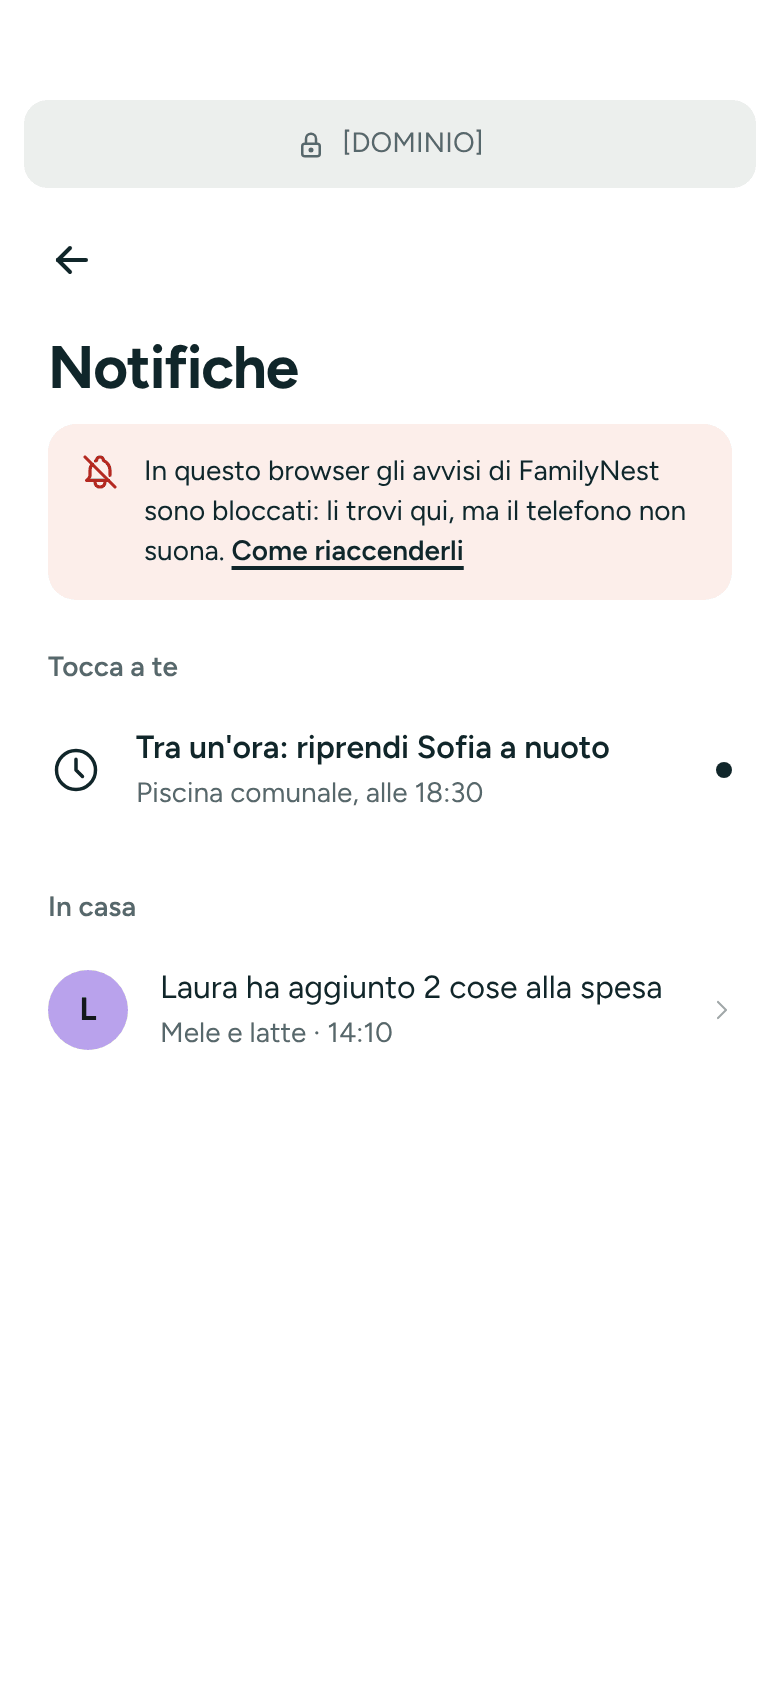 [DOMINIO]
Notifiche
In questo browser gli avvisi di FamilyNest
sono bloccati: li trovi qui, ma il telefono non
suona. Come riaccenderli
Tocca a te
Tra un'ora: riprendi Sofia a nuoto
Piscina comunale, alle 18:30
In casa
L
Laura ha aggiunto 2 cose alla spesa
Mele e latte · 14:10